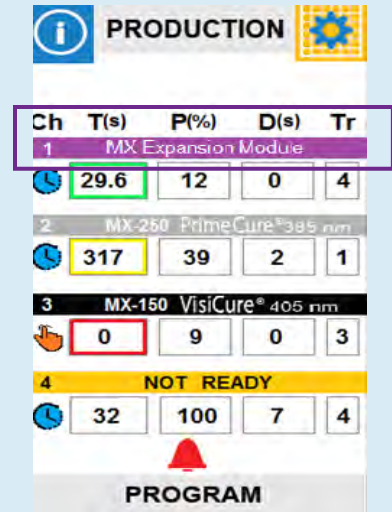 i PRODUCTION
Ch T(s) P(%) D(s) Tr
1 MX Expansion Module
29.6 12 0 4
2 MX-250 PrimeCure® 385 nm
317 39 2 1
3 MX-150 VisiCure® 405 nm
0 9 0 3
4 NOT READY
32 100 7 4
PROGRAM